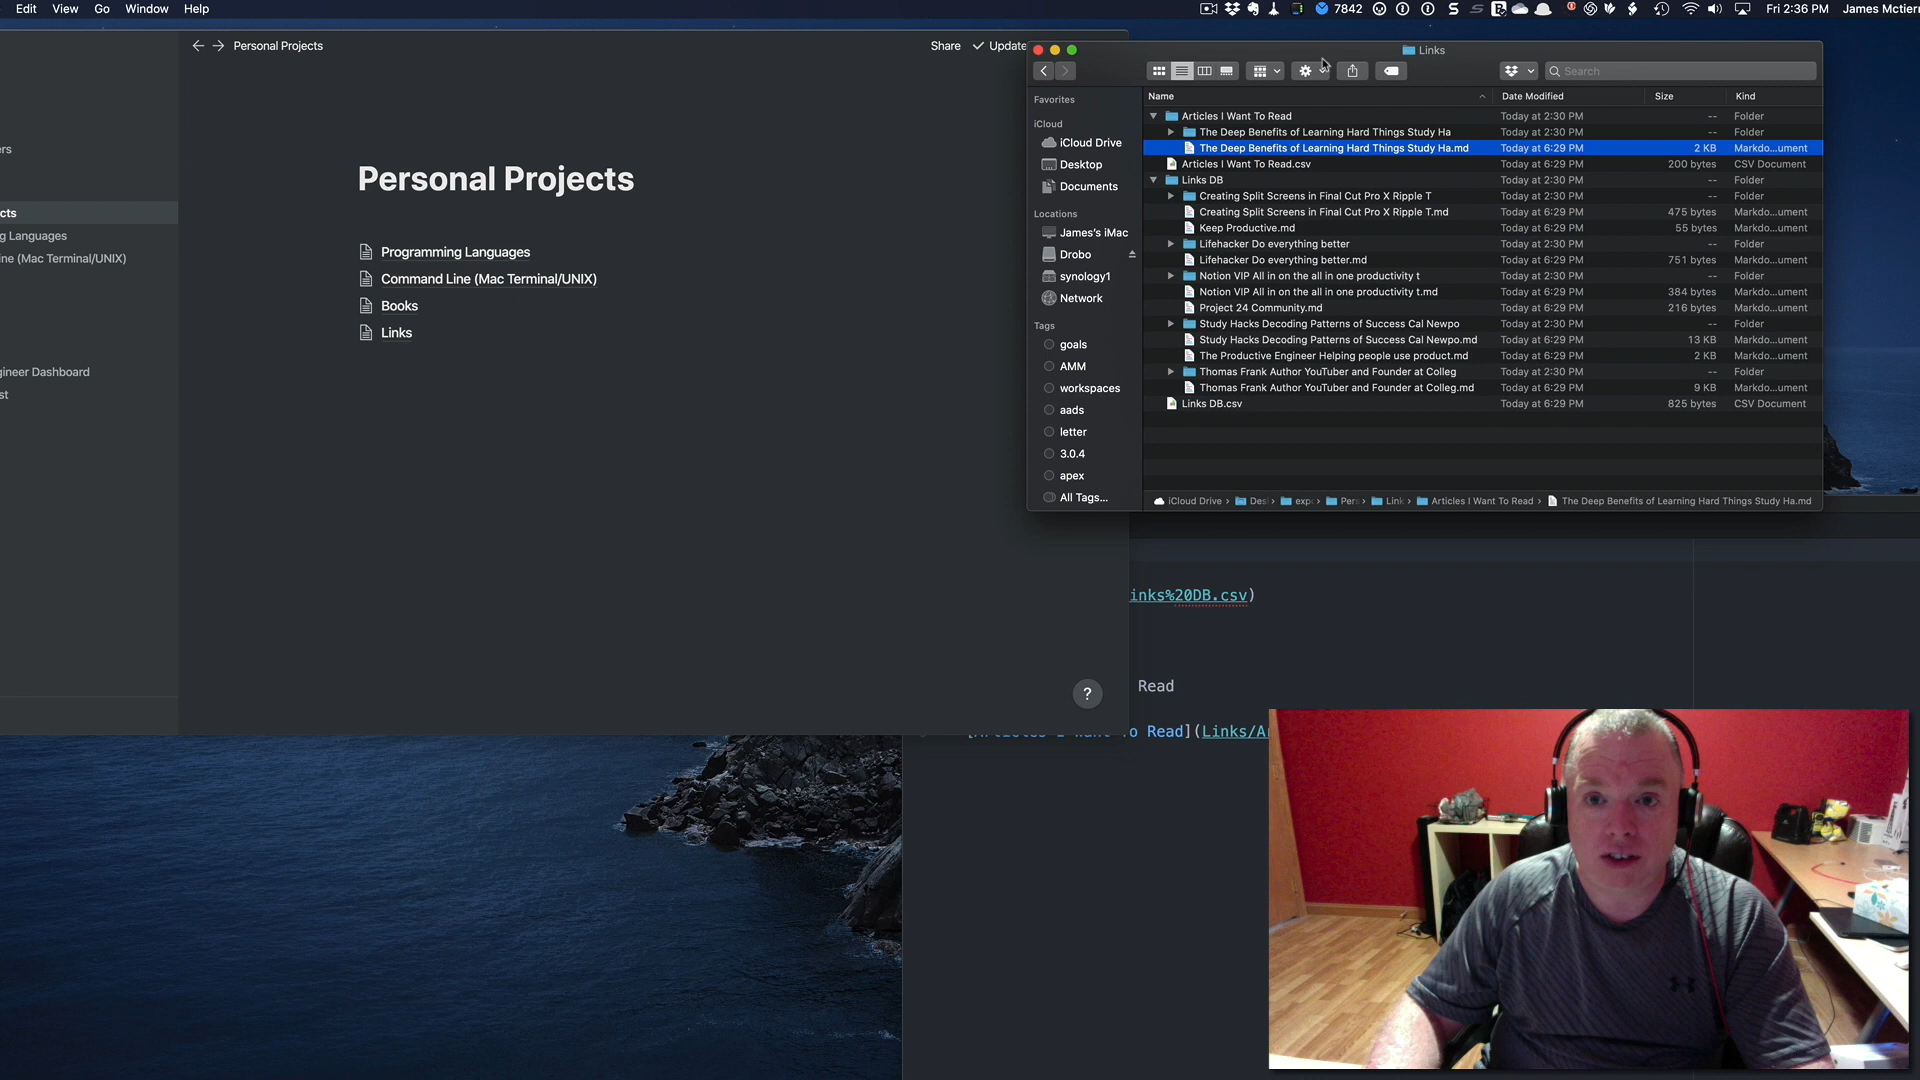 Edit View Go Window Help
7842
Fri 2:36 PM James Mctier
Personal Projects
Share Update
ers
cts
g Languages
ine (Mac Terminal/UNIX)
gineer Dashboard
st
Personal Projects
Programming Languages
Command Line (Mac Terminal/UNIX)
Books
Links
?
Links
Search
Favorites
iCloud
iCloud Drive
Desktop
Documents
Locations
James's iMac
Drobo
synology1
Network
Tags
goals
AMM
workspaces
aads
letter
3.0.4
apex
All Tags...
Name Date Modified Size Kind
Articles I Want To Read Today at 2:30 PM -- Folder
The Deep Benefits of Learning Hard Things Study Ha Today at 2:30 PM -- Folder
The Deep Benefits of Learning Hard Things Study Ha.md Today at 6:29 PM 2 KB Markdo...ument
Articles I Want To Read.csv Today at 6:29 PM 200 bytes CSV Document
Links DB Today at 2:30 PM -- Folder
Creating Split Screens in Final Cut Pro X Ripple T Today at 2:30 PM -- Folder
Creating Split Screens in Final Cut Pro X Ripple T.md Today at 6:29 PM 475 bytes Markdo...ument
Keep Productive.md Today at 6:29 PM 55 bytes Markdo...ument
Lifehacker Do everything better Today at 2:30 PM -- Folder
Lifehacker Do everything better.md Today at 6:29 PM 751 bytes Markdo...ument
Notion VIP All in on the all in one productivity t Today at 2:30 PM -- Folder
Notion VIP All in on the all in one productivity t.md Today at 6:29 PM 384 bytes Markdo...ument
Project 24 Community.md Today at 6:29 PM 216 bytes Markdo...ument
Study Hacks Decoding Patterns of Success Cal Newpo Today at 2:30 PM -- Folder
Study Hacks Decoding Patterns of Success Cal Newpo.md Today at 6:29 PM 13 KB Markdo...ument
The Productive Engineer Helping people use product.md Today at 6:29 PM 2 KB Markdo...ument
Thomas Frank Author YouTuber and Founder at Colleg Today at 2:30 PM -- Folder
Thomas Frank Author YouTuber and Founder at Colleg.md Today at 6:29 PM 9 KB Markdo...ument
Links DB.csv Today at 6:29 PM 825 bytes CSV Document
iCloud Drive › Des › exp › Per › Link › Articles I Want To Read › The Deep Benefits of Learning Hard Things Study Ha.md
inks%20DB.csv)
Read
To Read](Links/A